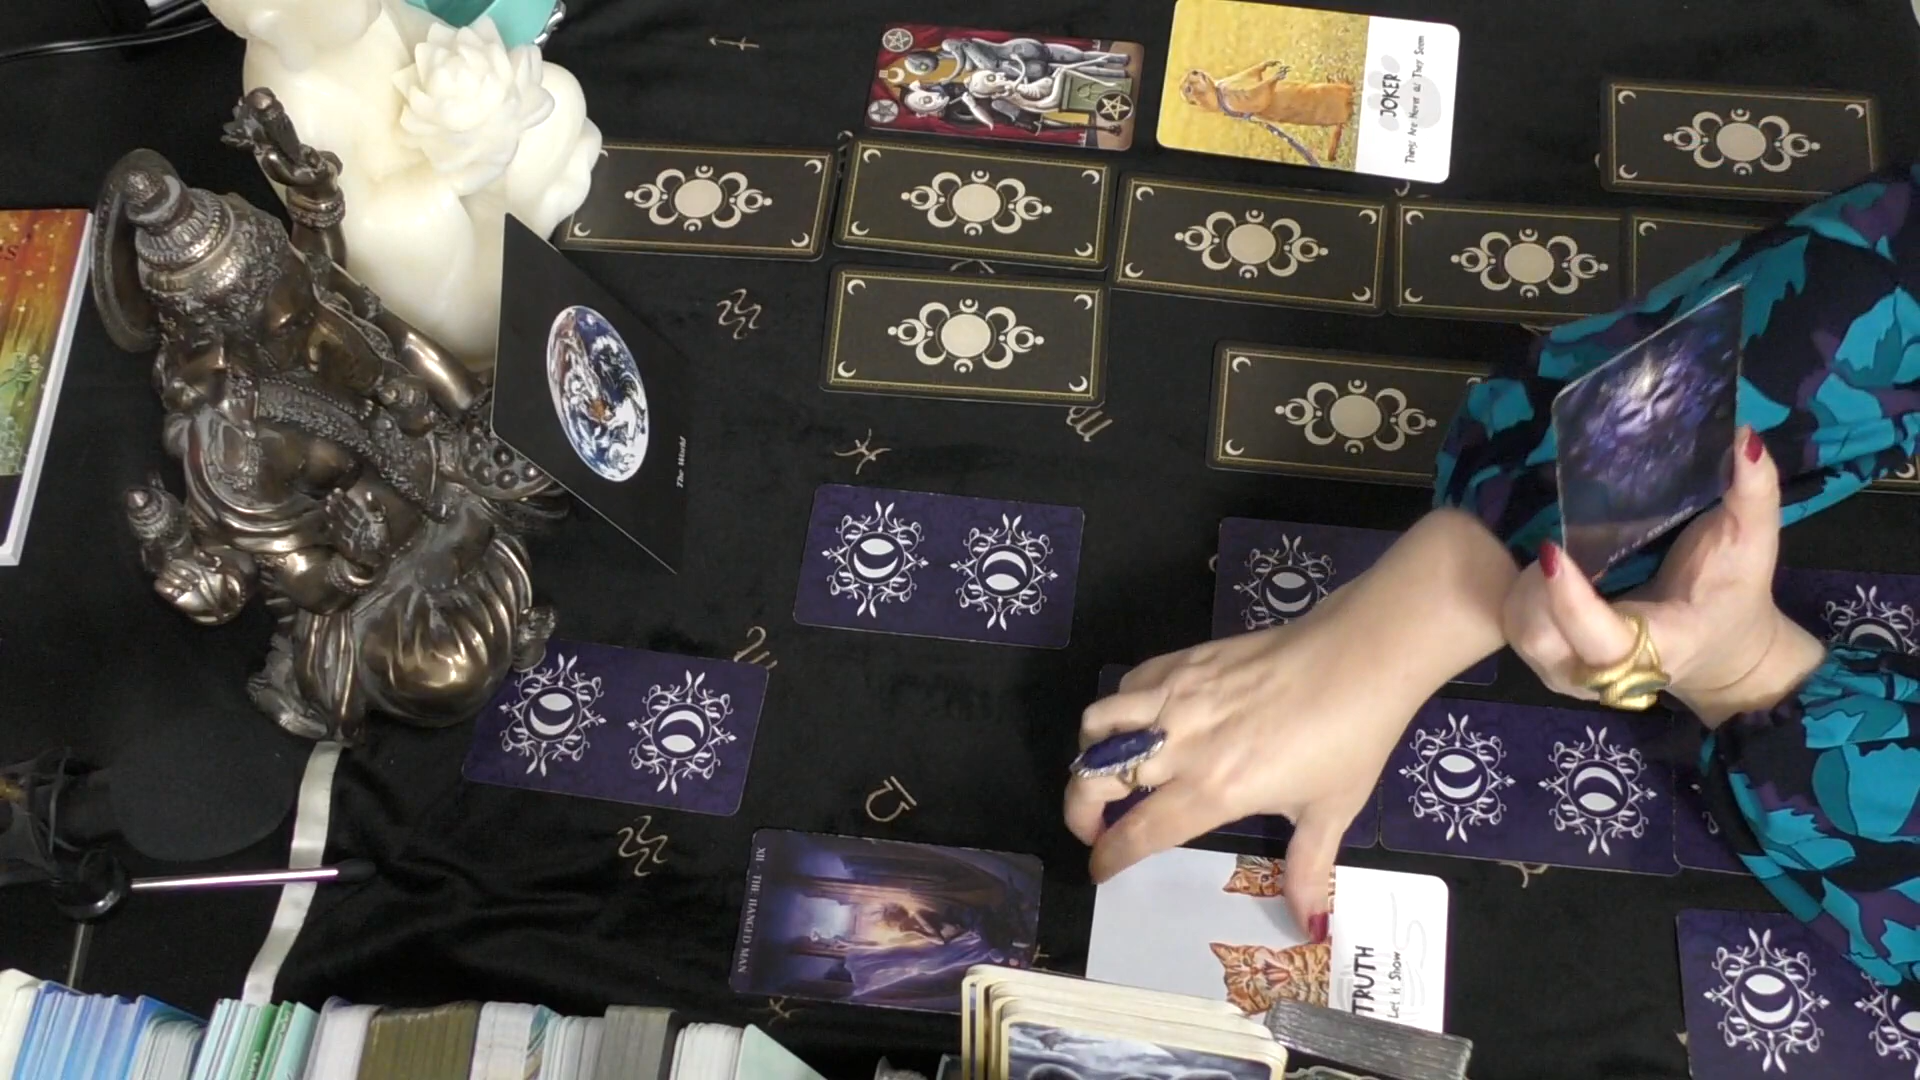 JOKER
Things Are Never as They Seem
The World
XII THE HANGED MAN
TRUTH
Let it Show